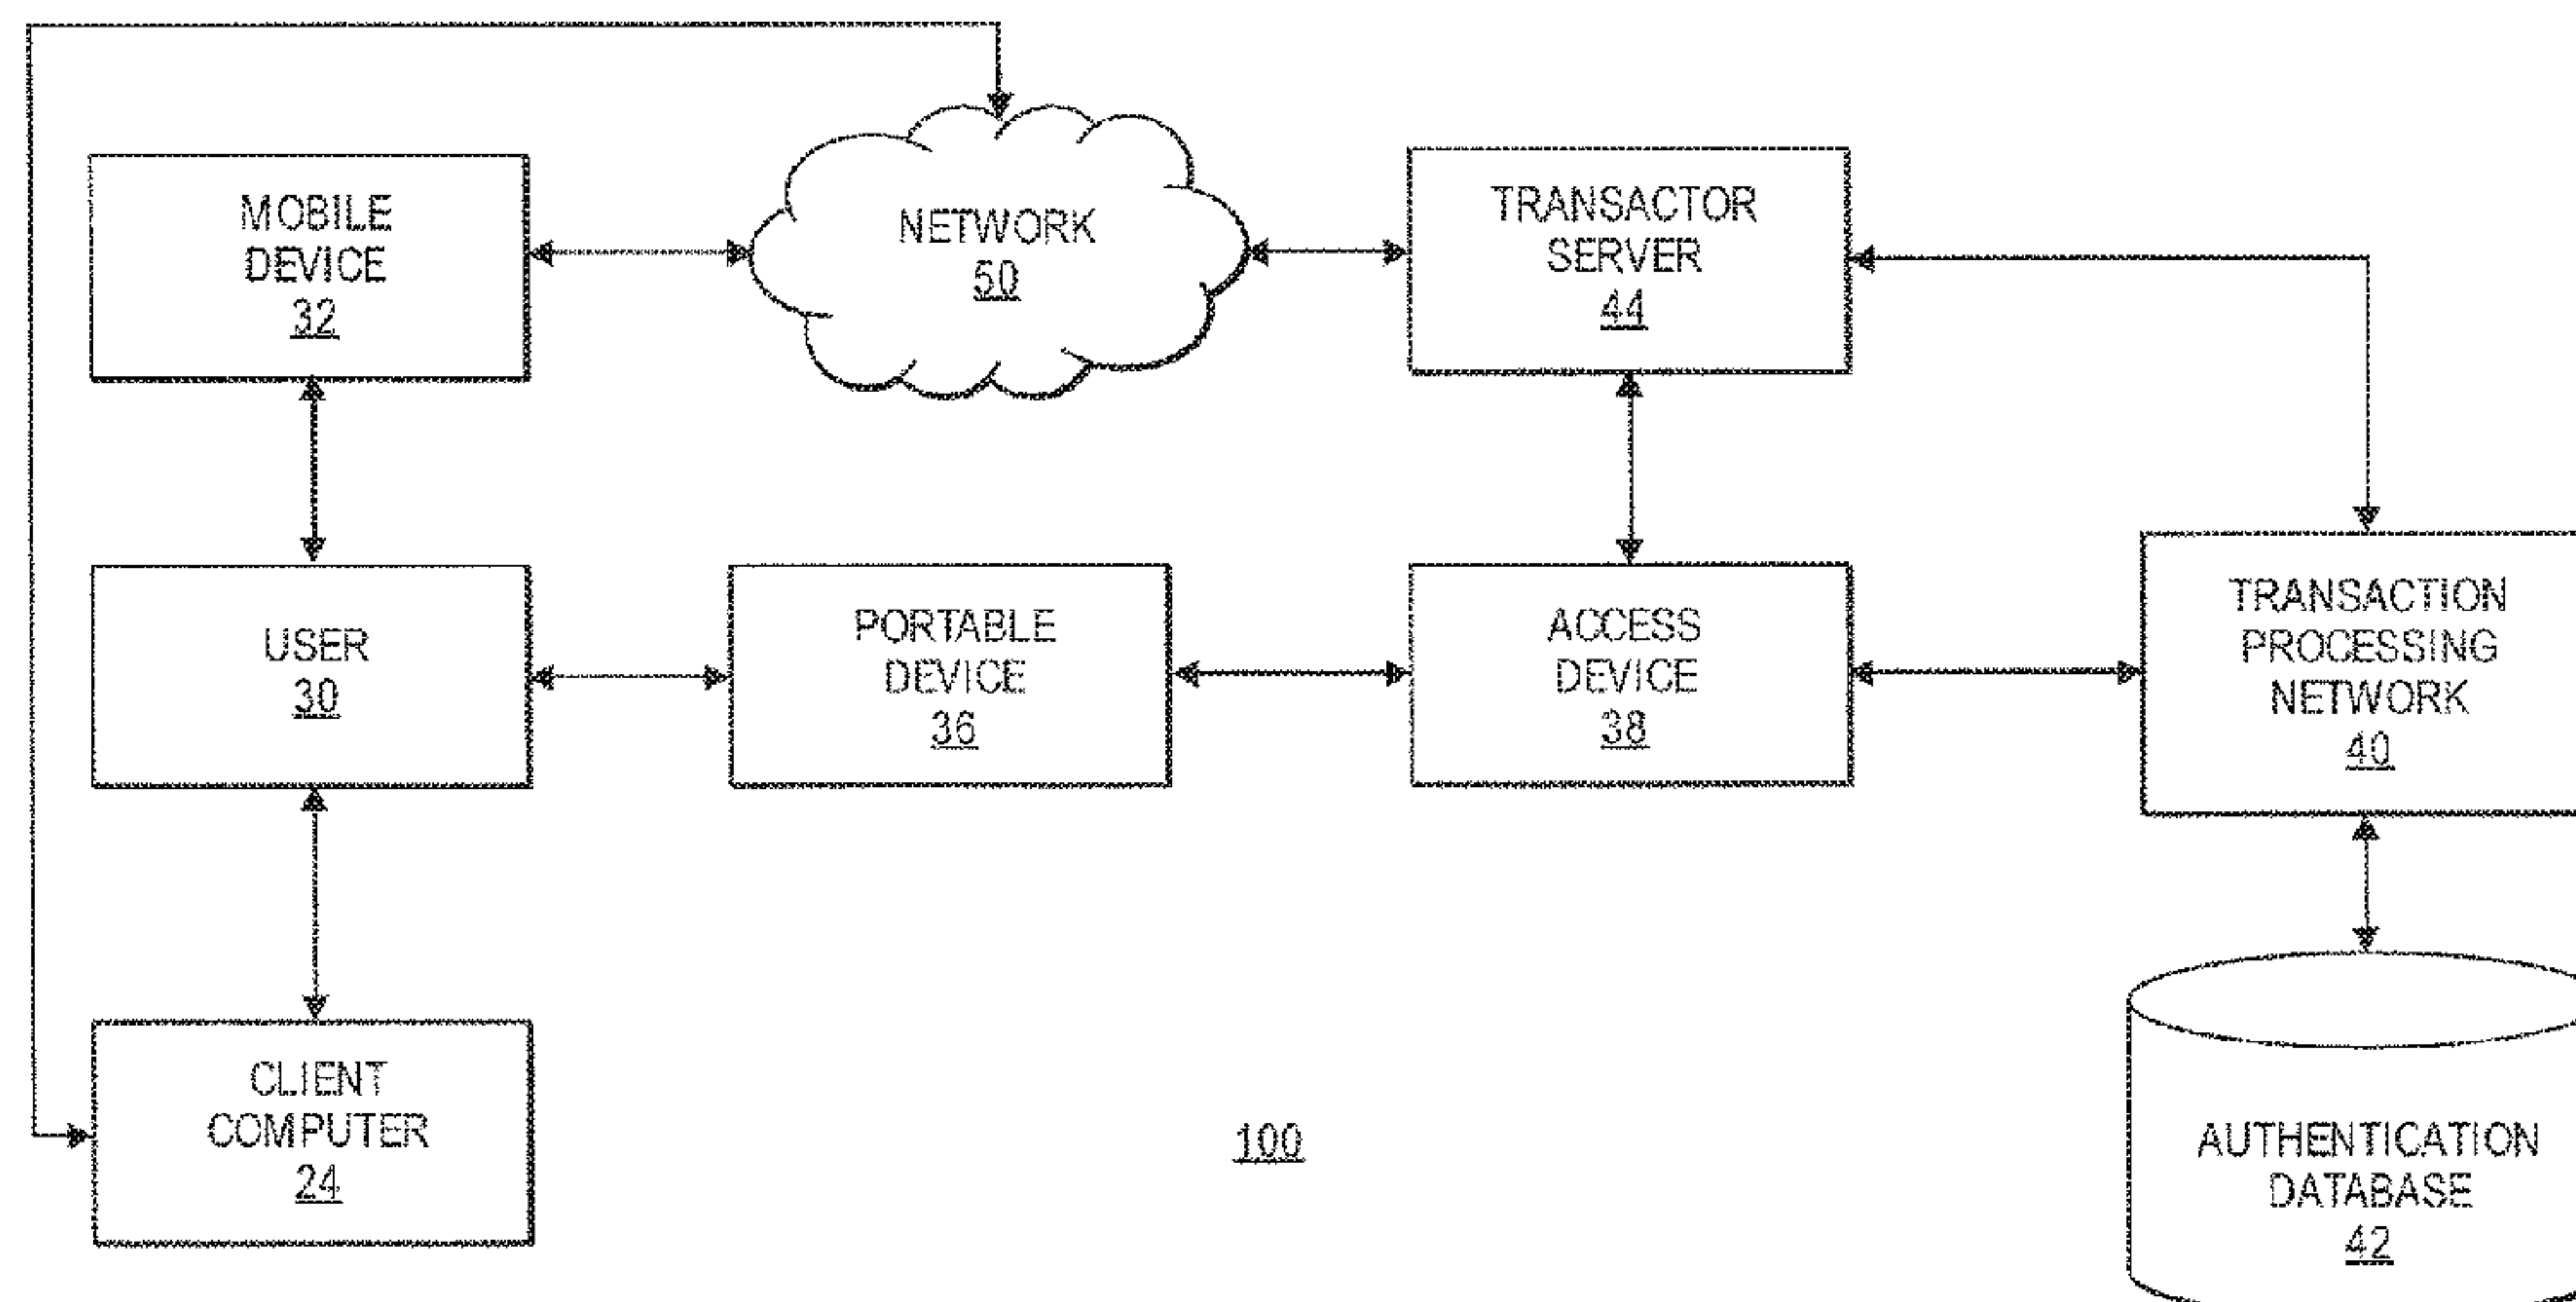 MOBILE
DEVICE
32
NETWORK
50
TRANSACTOR
SERVER
44
USER
30
PORTABLE
DEVICE
36
ACCESS
DEVICE
38
TRANSACTION
PROCESSING
NETWORK
40
CLIENT
COMPUTER
24
100
AUTHENTICATION
DATABASE
42